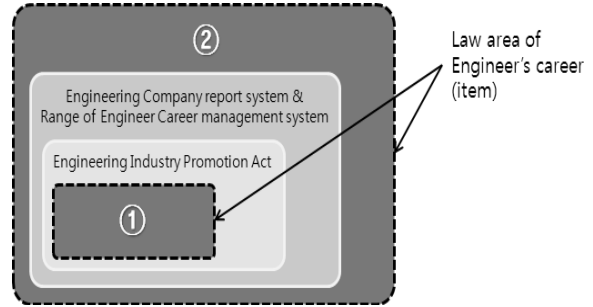 ②
Law area of
Engineer's career
(item)
Engineering Company report system &
Range of Engineer Career management system
Engineering Industry Promotion Act
①